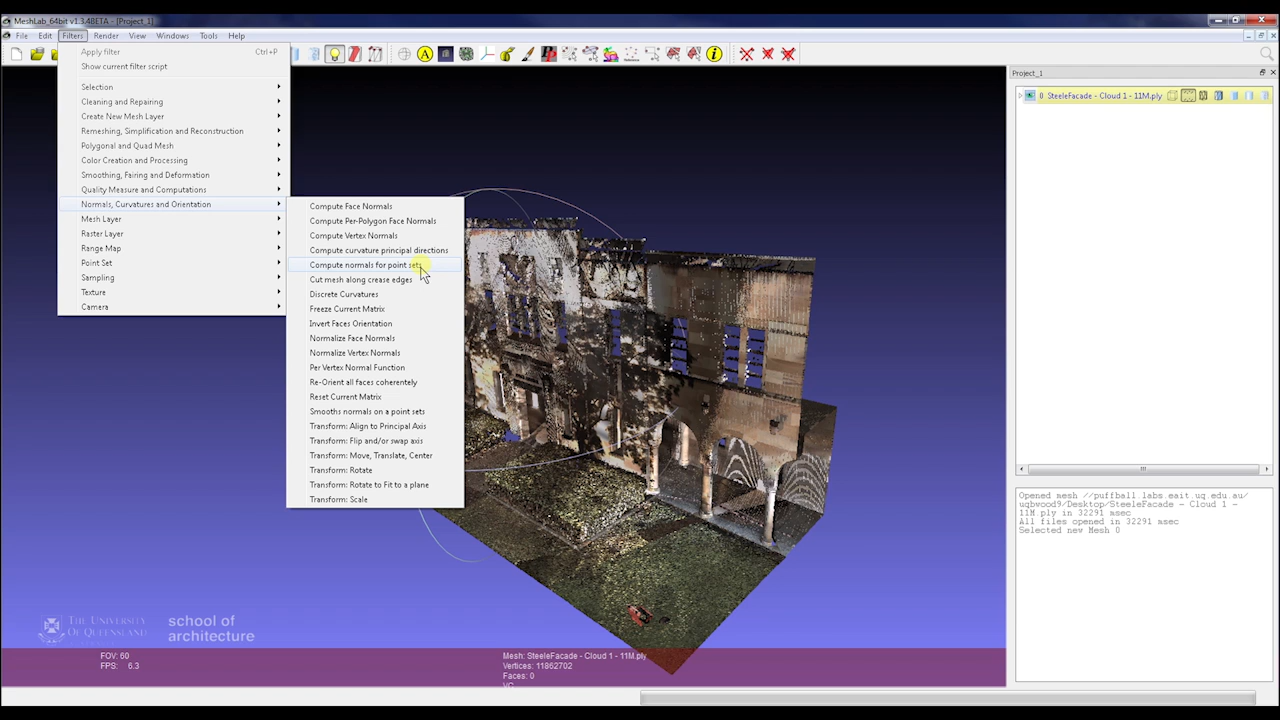 MeshLab_64bit v1.3.4BETA - [Project_1]
File Edit Filters Render View Windows Tools Help
Apply filter Ctrl+P
Show current filter script
Selection
Cleaning and Repairing
Create New Mesh Layer
Remeshing, Simplification and Reconstruction
Polygonal and Quad Mesh
Color Creation and Processing
Smoothing, Fairing and Deformation
Quality Measure and Computations
Normals, Curvatures and Orientation
Mesh Layer
Raster Layer
Range Map
Point Set
Sampling
Texture
Camera
Compute Face Normals
Compute Per-Polygon Face Normals
Compute Vertex Normals
Compute curvature principal directions
Compute normals for point sets
Cut mesh along crease edges
Discrete Curvatures
Freeze Current Matrix
Invert Faces Orientation
Normalize Face Normals
Normalize Vertex Normals
Per Vertex Normal Function
Re-Orient all faces coherently
Reset Current Matrix
Smooths normals on a point sets
Transform: Align to Principal Axis
Transform: Flip and/or swap axis
Transform: Move, Translate, Center
Transform: Rotate
Transform: Rotate to Fit to a plane
Transform: Scale
Project_1
0 SteeleFacade - Cloud 1 - 11M.ply
Opened mesh //puffball.labs.eait.uq.edu.au/
uqbwood9/Desktop/SteeleFacade - Cloud 1 -
11M.ply in 32291 msec
All files opened in 32291 msec
Selected new Mesh 0
THE UNIVERSITY
OF QUEENSLAND
school of
architecture
FOV: 60
FPS: 6.3
Mesh: SteeleFacade - Cloud 1 - 11M.ply
Vertices: 11862702
Faces: 0
VC